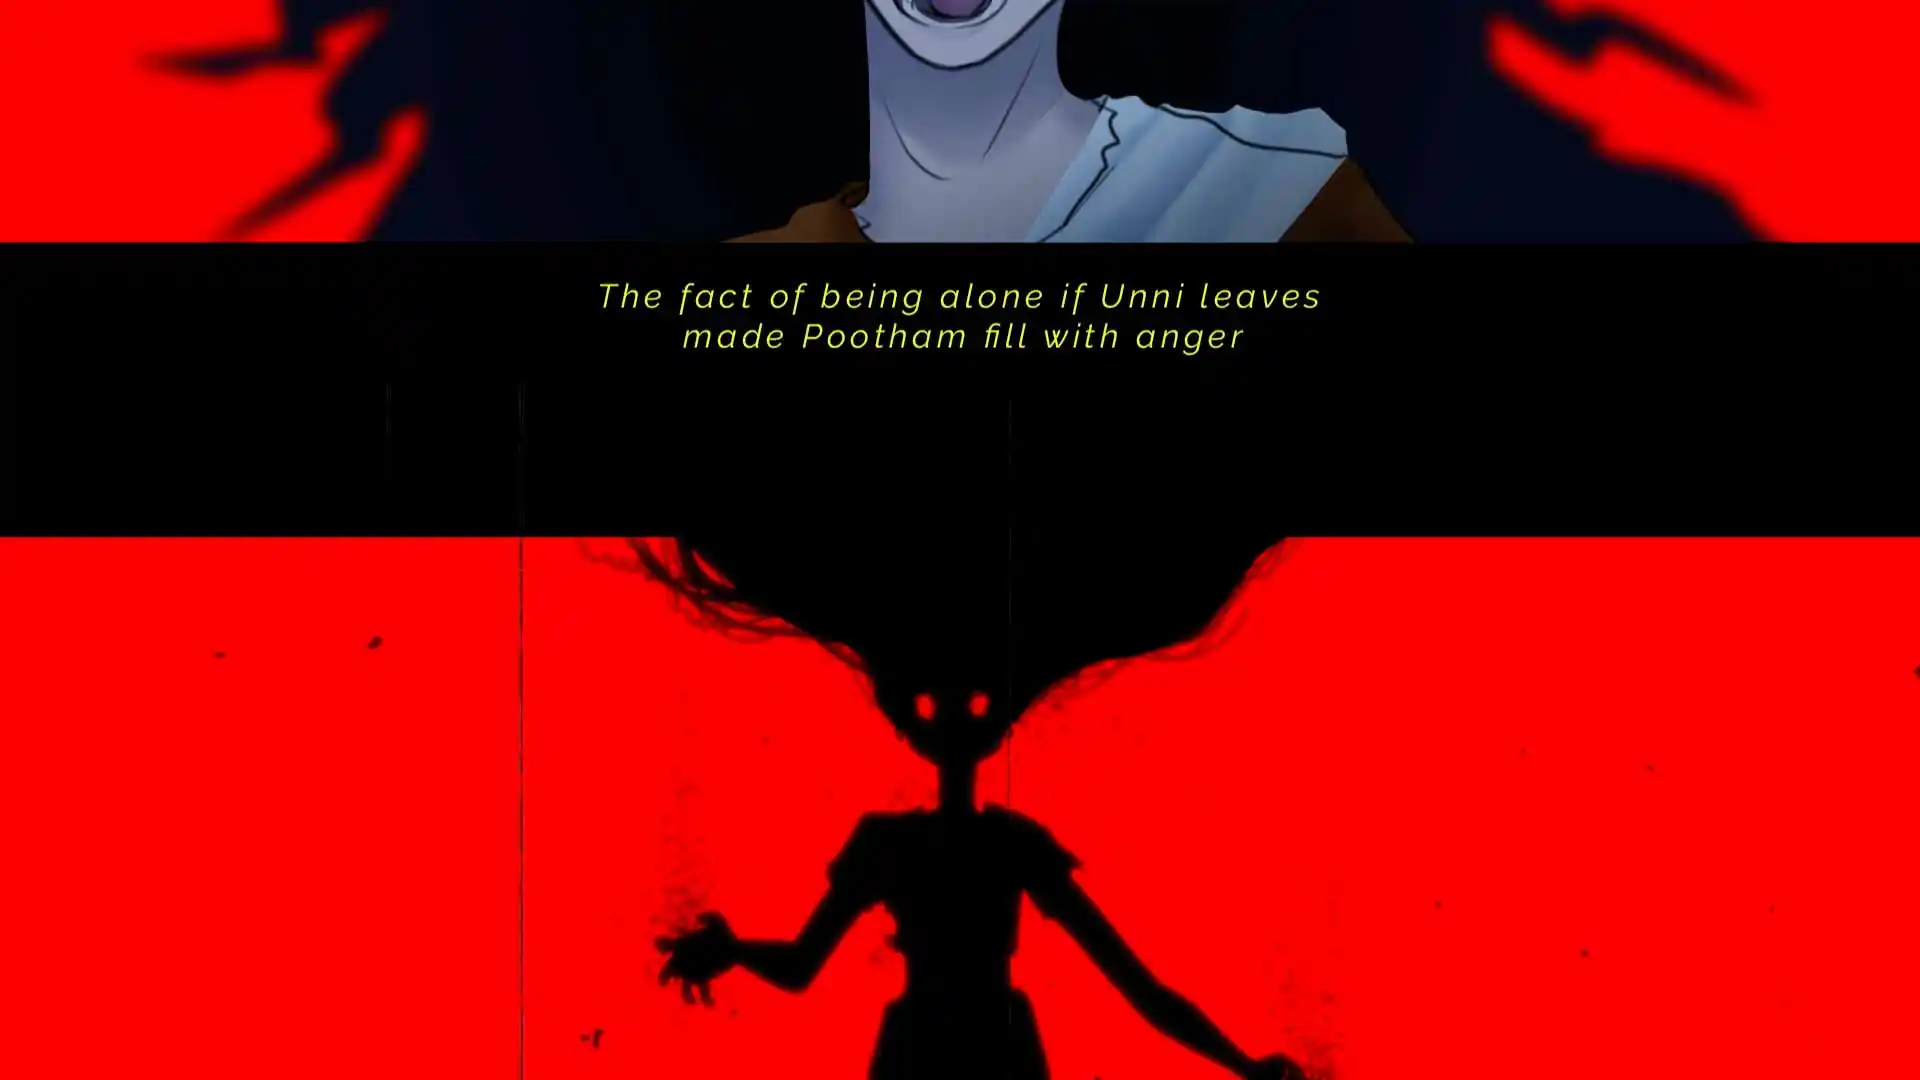 The fact of being alone if Unni leaves
made Pootham fill with anger